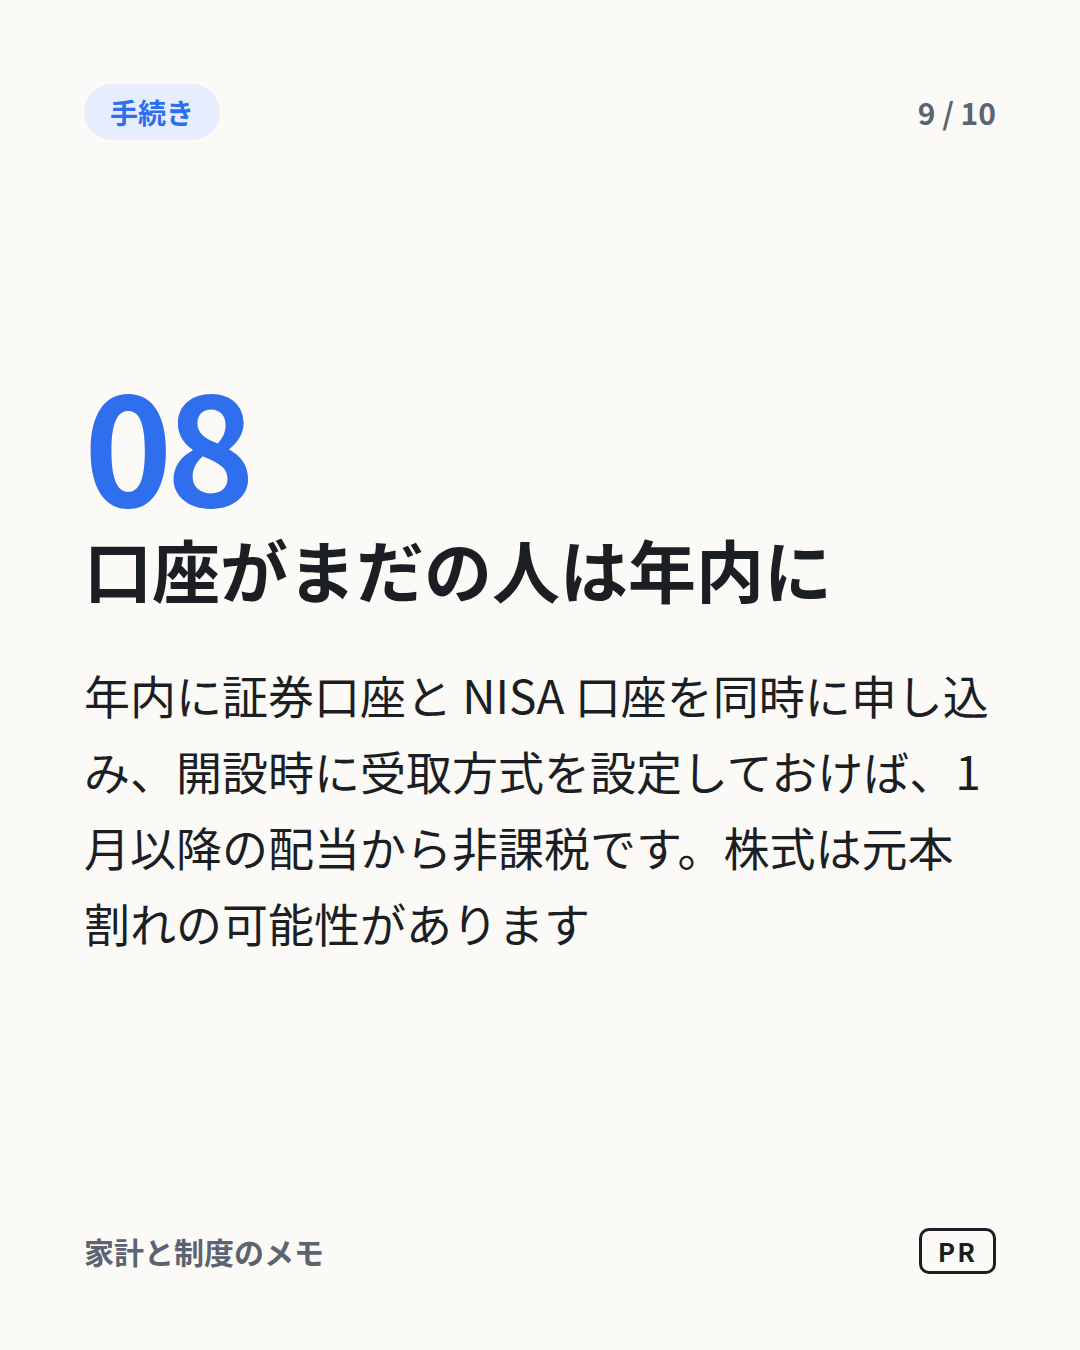 手続き
9 / 10
08
口座がまだの人は年内に
年内に証券口座と NISA 口座を同時に申し込
み、開設時に受取方式を設定しておけば、1
月以降の配当から非課税です。株式は元本
割れの可能性があります
家計と制度のメモ
PR